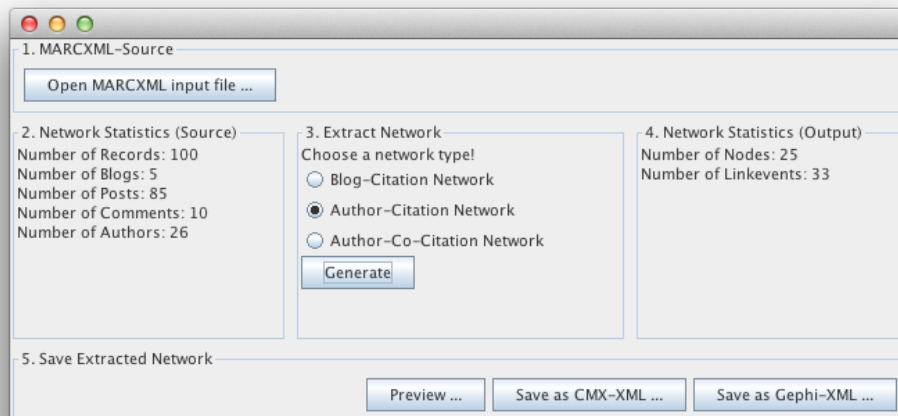 1. MARCXML-Source
Open MARCXML input file ...
2. Network Statistics (Source)
Number of Records: 100
Number of Blogs: 5
Number of Posts: 85
Number of Comments: 10
Number of Authors: 26
3. Extract Network
Choose a network type!
Blog-Citation Network
Author-Citation Network
Author-Co-Citation Network
Generate
4. Network Statistics (Output)
Number of Nodes: 25
Number of Linkevents: 33
5. Save Extracted Network
Preview ...
Save as CMX-XML ...
Save as Gephi-XML ...